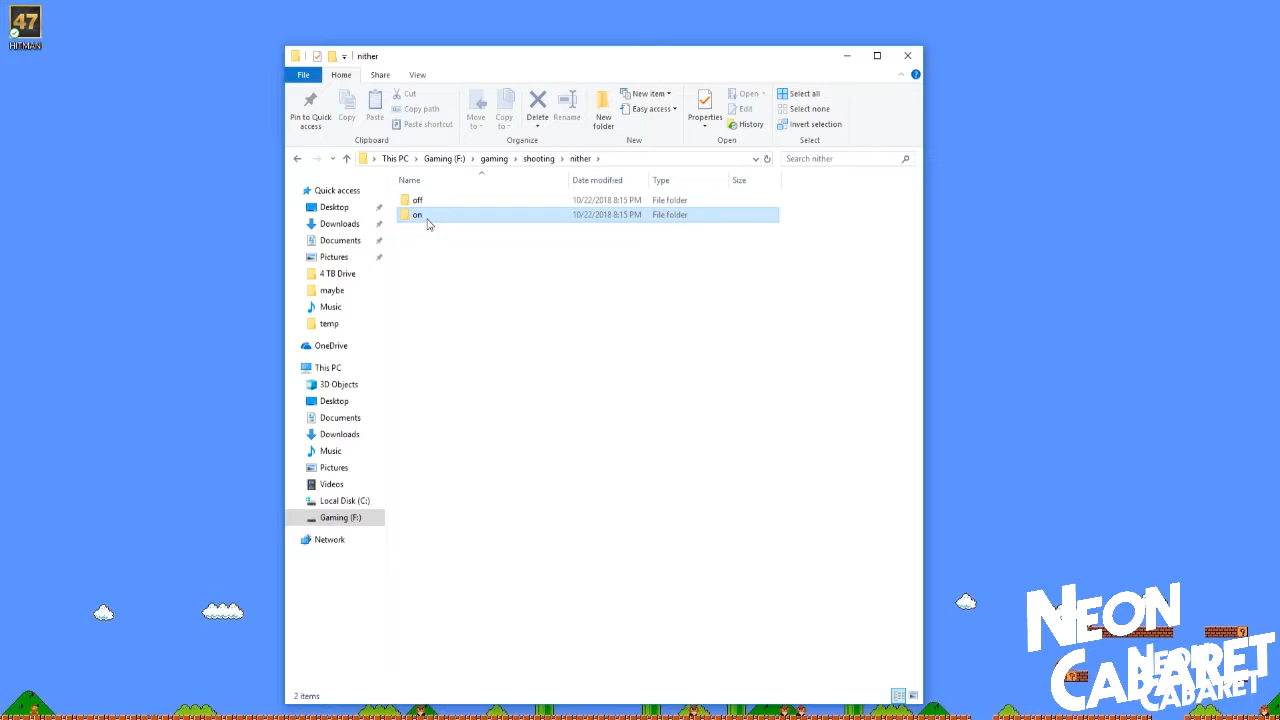 47
HITMAN
nither
File Home Share View
Pin to Quick access
Copy
Paste
Cut
Copy path
Paste shortcut
Clipboard
Move to
Copy to
Delete
Rename
Organize
New folder
New item
Easy access
New
Properties
Open
Edit
History
Open
Select all
Select none
Invert selection
Select
This PC > Gaming (F:) > gaming > shooting > nither >
Search nither
Name Date modified Type Size
off 10/22/2018 8:15 PM File folder
on 10/22/2018 8:15 PM File folder
Quick access
Desktop
Downloads
Documents
Pictures
4 TB Drive
maybe
Music
temp
OneDrive
This PC
3D Objects
Desktop
Documents
Downloads
Music
Pictures
Videos
Local Disk (C:)
Gaming (F:)
Network
2 items
NEON
CABARET
NEON
CABARET